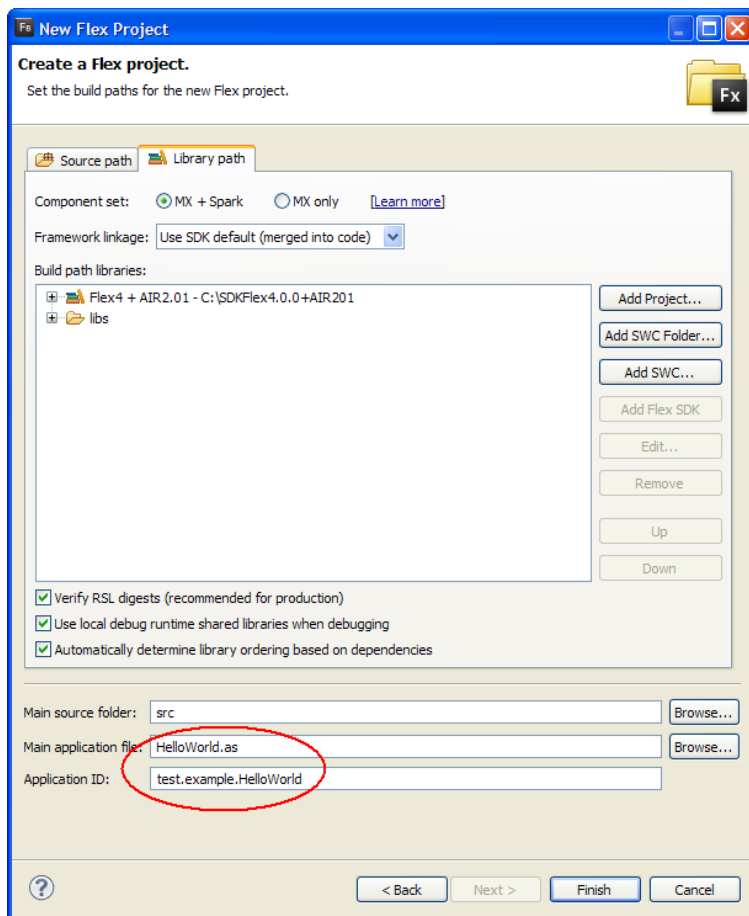 Fb New Flex Project
Create a Flex project.
Set the build paths for the new Flex project.
Fx
Source path Library path
Component set: MX + Spark MX only [Learn more]
Framework linkage: Use SDK default (merged into code)
Build path libraries:
Flex4 + AIR2.01 - C:\SDKFlex4.0.0+AIR201
libs
Add Project...
Add SWC Folder...
Add SWC...
Add Flex SDK
Edit...
Remove
Up
Down
Verify RSL digests (recommended for production)
Use local debug runtime shared libraries when debugging
Automatically determine library ordering based on dependencies
Main source folder: src Browse...
Main application file: HelloWorld.as Browse...
Application ID: test.example.HelloWorld
? < Back Next > Finish Cancel